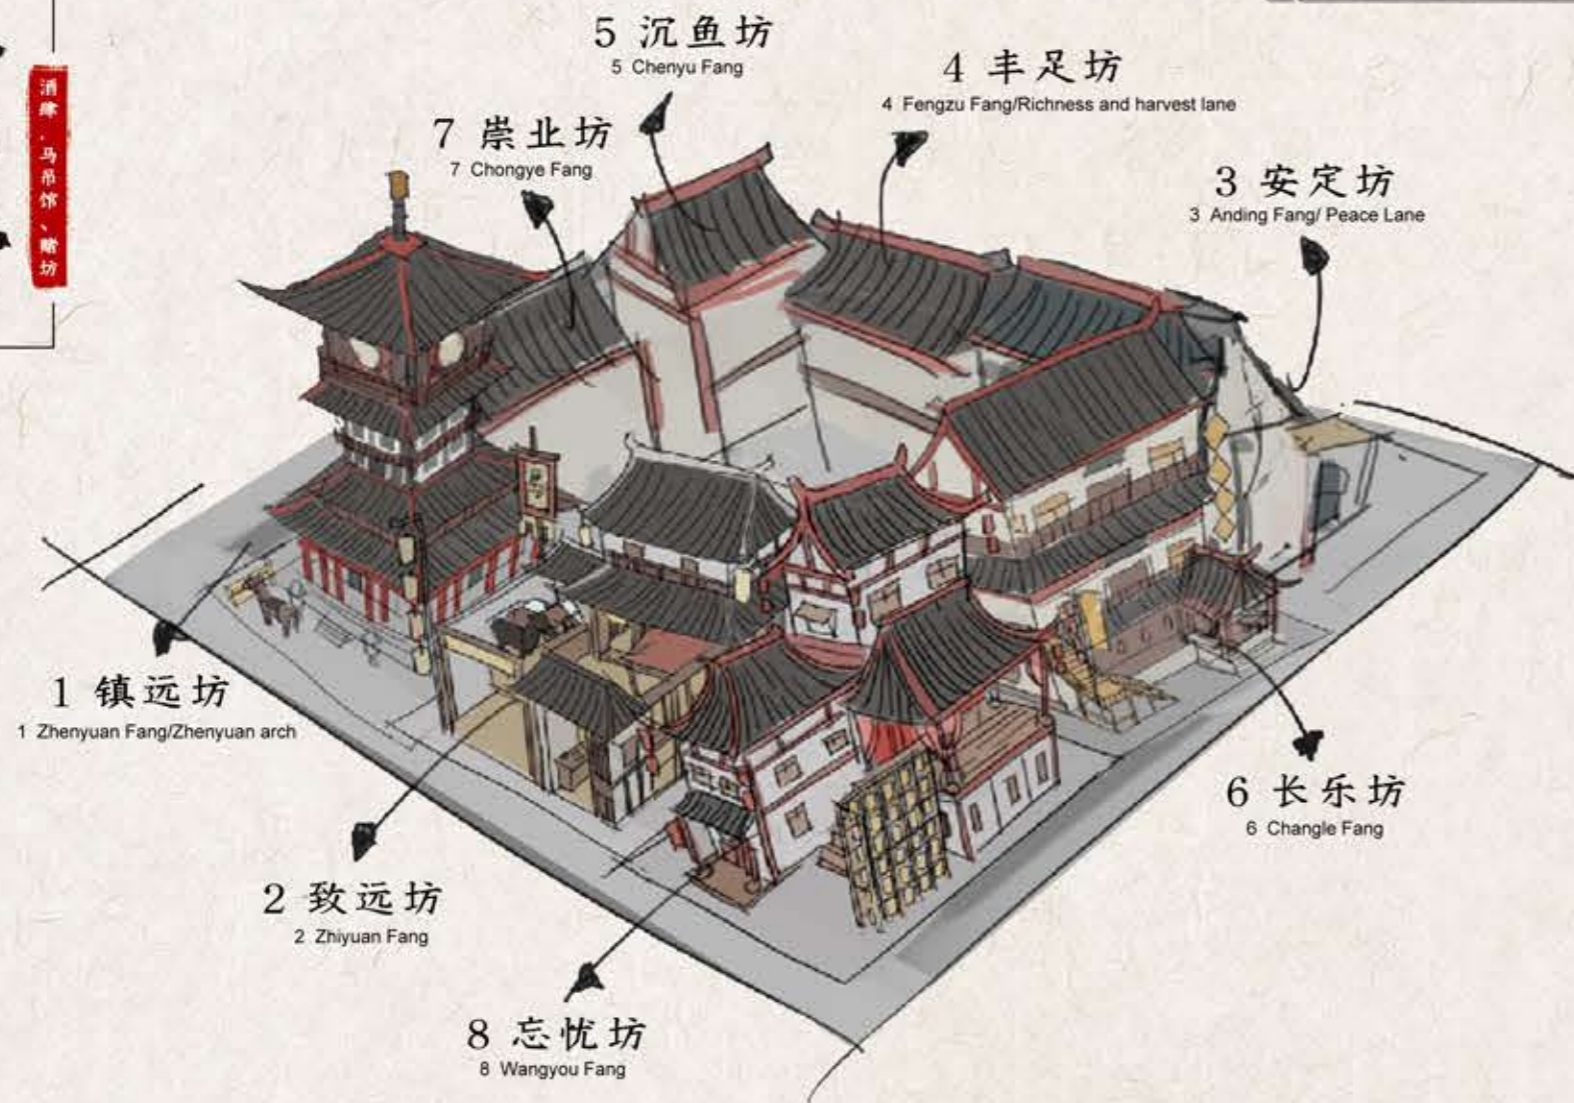 酒肆、马吊馆、赌坊
5 沉鱼坊
5 Chenyu Fang
4 丰足坊
4 Fengzu Fang/Richness and harvest lane
7 崇业坊
7 Chongye Fang
3 安定坊
3 Anding Fang/ Peace Lane
1 镇远坊
1 Zhenyuan Fang/Zhenyuan arch
6 长乐坊
6 Changle Fang
2 致远坊
2 Zhiyuan Fang
8 忘忧坊
8 Wangyou Fang